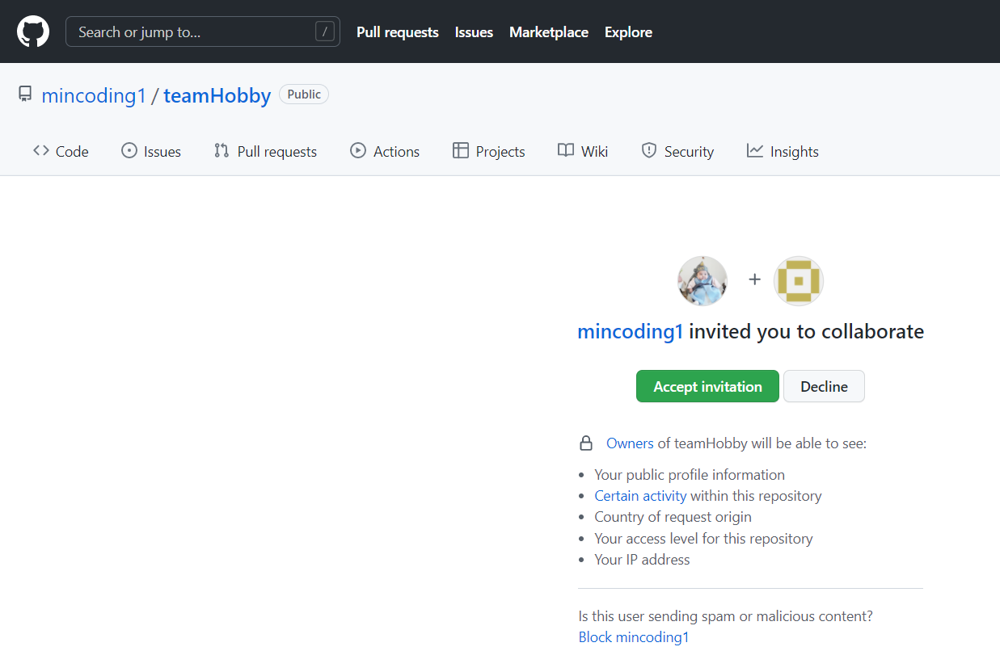 Search or jump to...
/
Pull requests
Issues
Marketplace
Explore
mincoding1 / teamHobby
Public
Code
Issues
Pull requests
Actions
Projects
Wiki
Security
Insights
+
mincoding1 invited you to collaborate
Accept invitation
Decline
Owners of teamHobby will be able to see:
• Your public profile information
• Certain activity within this repository
• Country of request origin
• Your access level for this repository
• Your IP address
Is this user sending spam or malicious content?
Block mincoding1